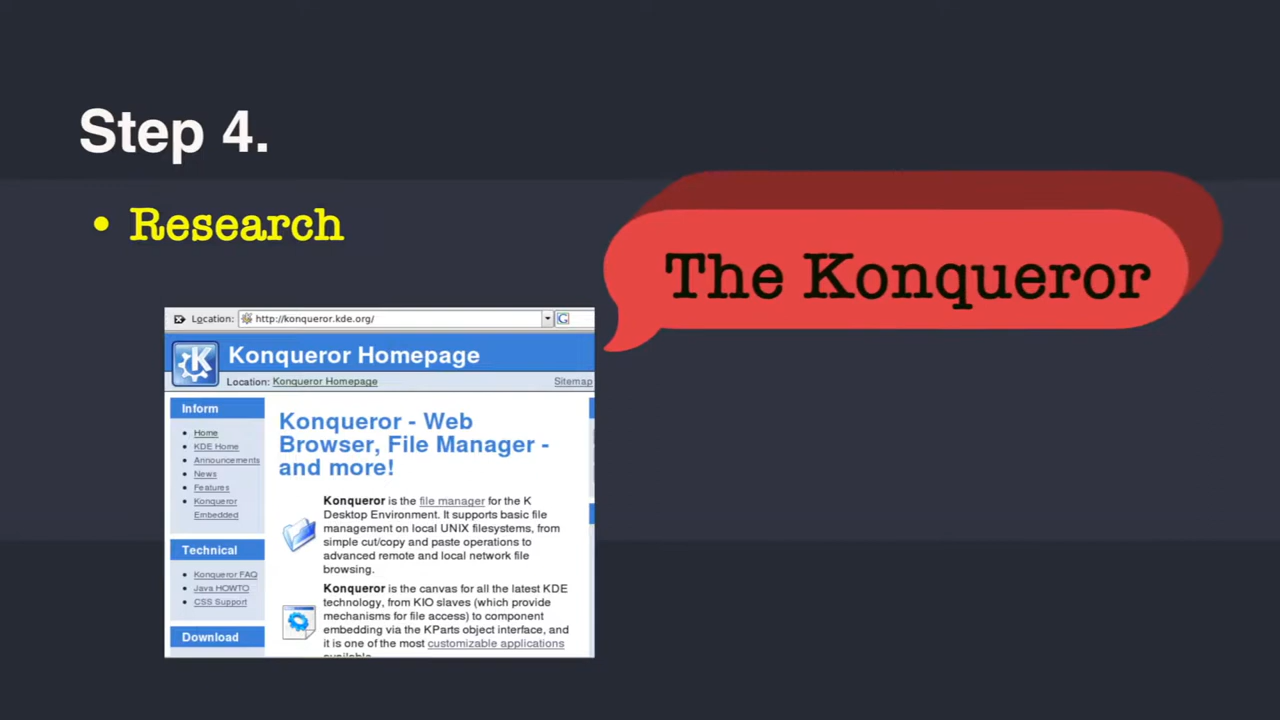 Step 4.
• Research
The Konqueror
Location: http://konqueror.kde.org/
Konqueror Homepage
Location: Konqueror Homepage
Sitemap
Inform
• Home
• KDE Home
• Announcements
• News
• Features
• Konqueror
Embedded
Technical
• Konqueror FAQ
• Java HOWTO
• CSS Support
Download
Konqueror - Web
Browser, File Manager -
and more!
Konqueror is the file manager for the K
Desktop Environment. It supports basic file
management on local UNIX filesystems, from
simple cut/copy and paste operations to
advanced remote and local network file
browsing.
Konqueror is the canvas for all the latest KDE
technology, from KIO slaves (which provide
mechanisms for file access) to component
embedding via the KParts object interface, and
it is one of the most customizable applications